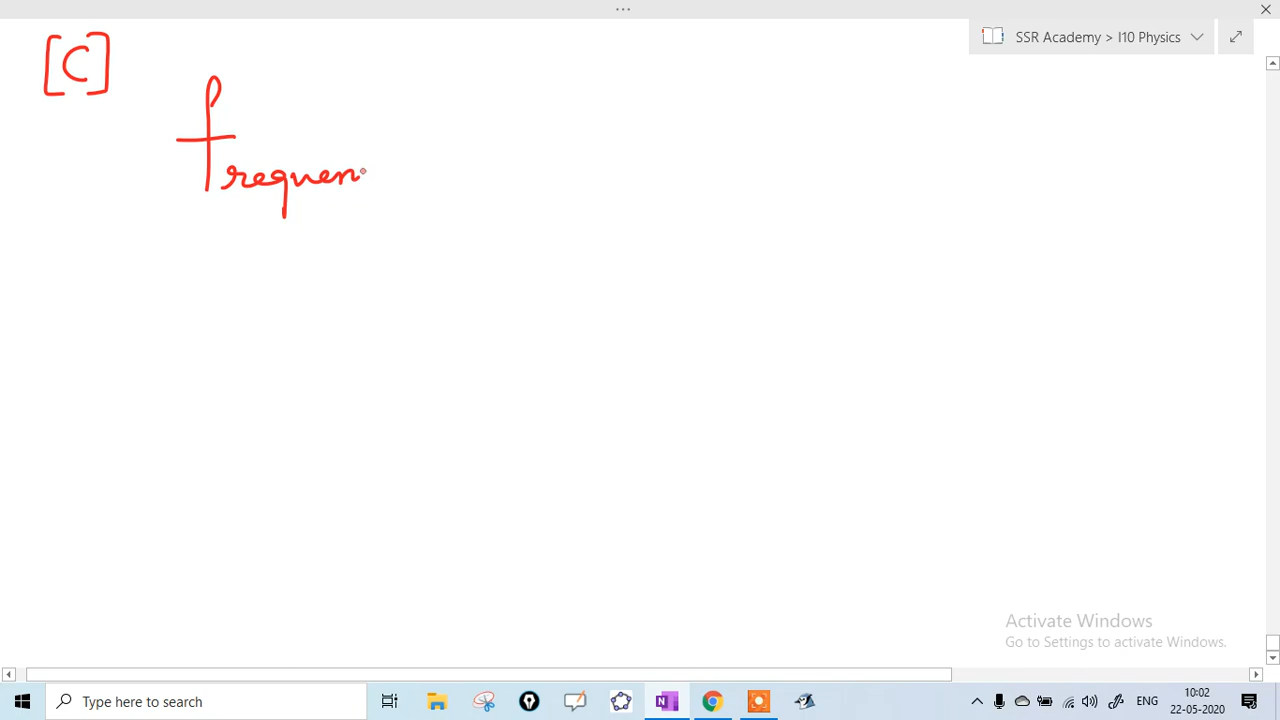 [C]
SSR Academy > I10 Physics
frequen
Activate Windows
Go to Settings to activate Windows.
Type here to search
ENG
10:02
22-05-2020